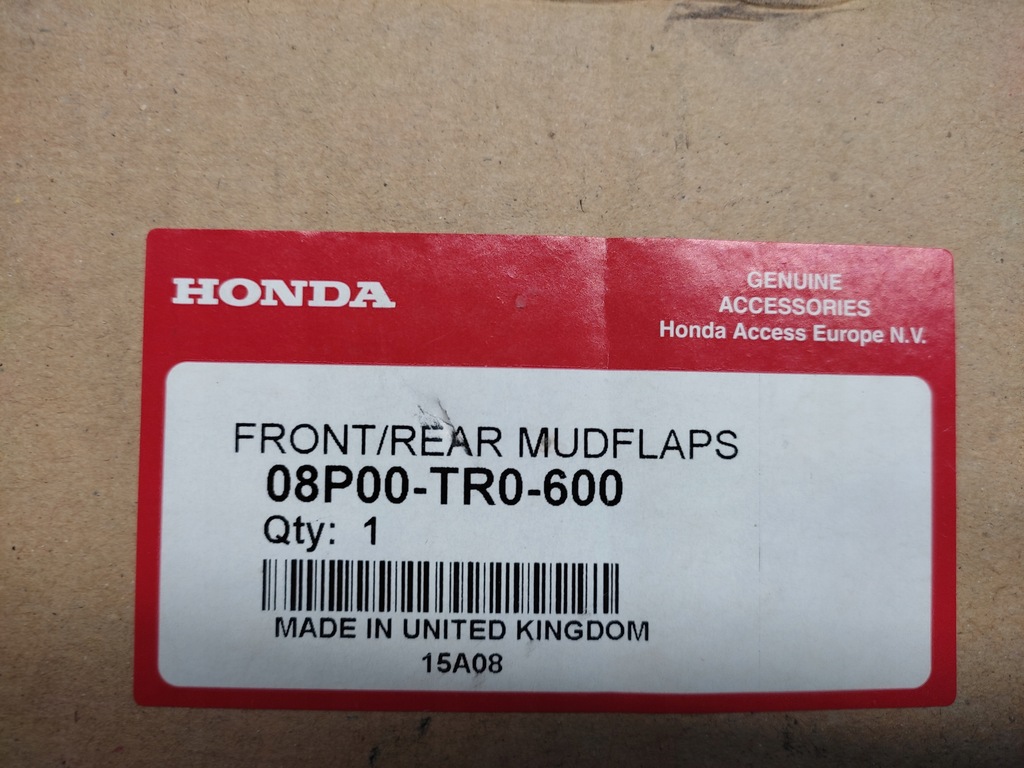 HONDA
GENUINE
ACCESSORIES
Honda Access Europe N.V.
FRONT/REAR MUDFLAPS
08P00-TR0-600
Qty: 1
MADE IN UNITED KINGDOM
15A08